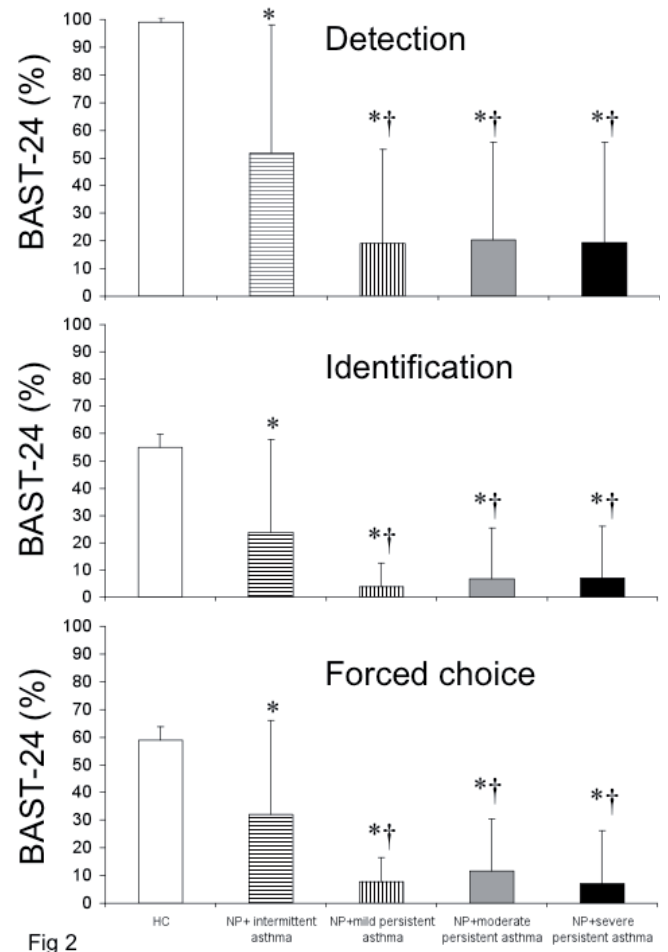 Detection
BAST-24 (%)
100
90
80
70
60
50
40
30
20
10
0
*
*†
*†
*†
Identification
BAST-24 (%)
100
90
80
70
60
50
40
30
20
10
0
*
*†
*†
*†
Forced choice
BAST-24 (%)
100
90
80
70
60
50
40
30
20
10
0
*
*†
*†
*†
HC
NP+ intermittent
asthma
NP+mild persistent
asthma
NP+moderate
persistent asthma
NP+severe
persistent asthma
Fig 2